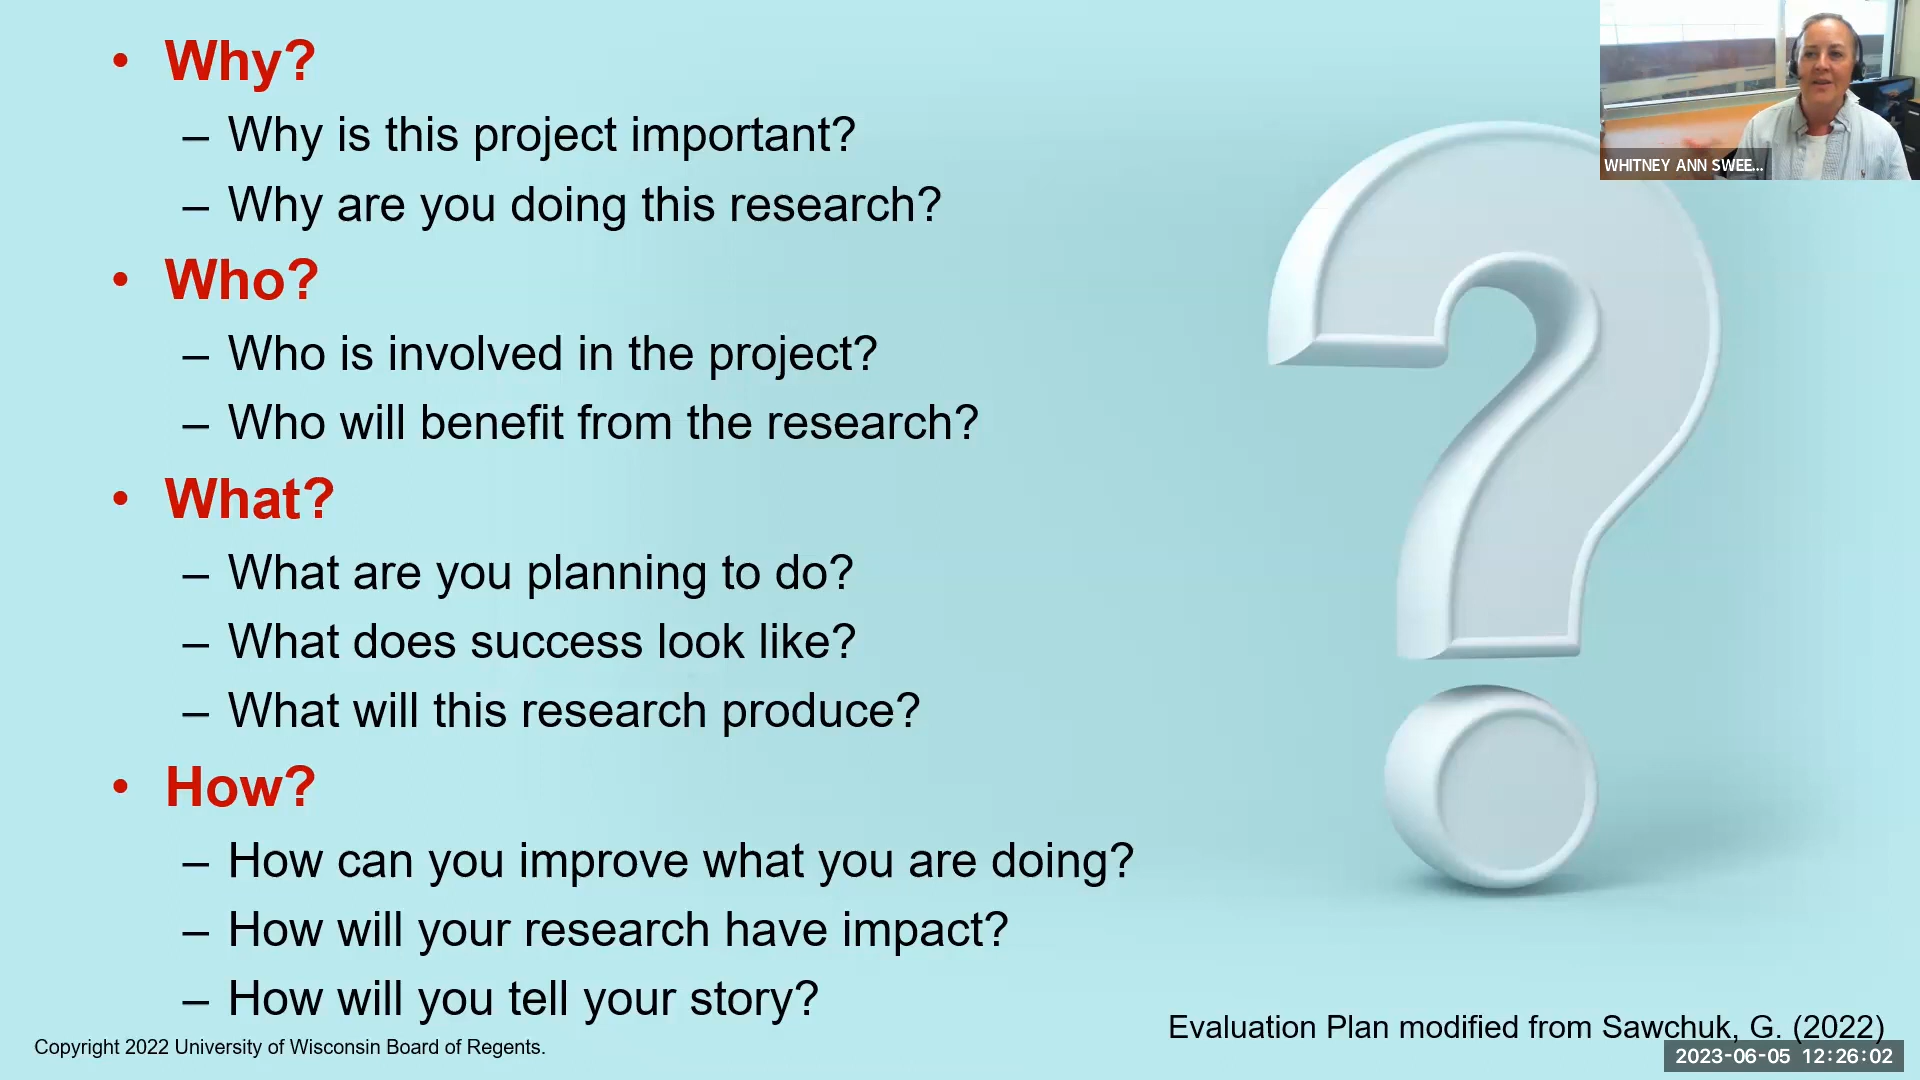 • Why?
– Why is this project important?
– Why are you doing this research?
• Who?
– Who is involved in the project?
– Who will benefit from the research?
• What?
– What are you planning to do?
– What does success look like?
– What will this research produce?
• How?
– How can you improve what you are doing?
– How will your research have impact?
– How will you tell your story?
WHITNEY ANN SWEE...
Evaluation Plan modified from Sawchuk, G. (2022)
Copyright 2022 University of Wisconsin Board of Regents.
2023-06-05 12:26:02